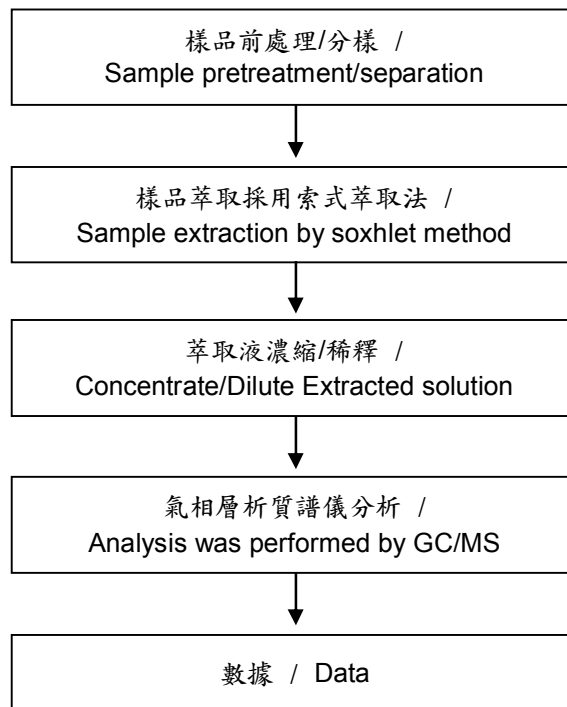 樣品前處理/分樣 /
Sample pretreatment/separation
樣品萃取採用索式萃取法 /
Sample extraction by soxhlet method
萃取液濃縮/稀釋 /
Concentrate/Dilute Extracted solution
氣相層析質譜儀分析 /
Analysis was performed by GC/MS
數據 / Data